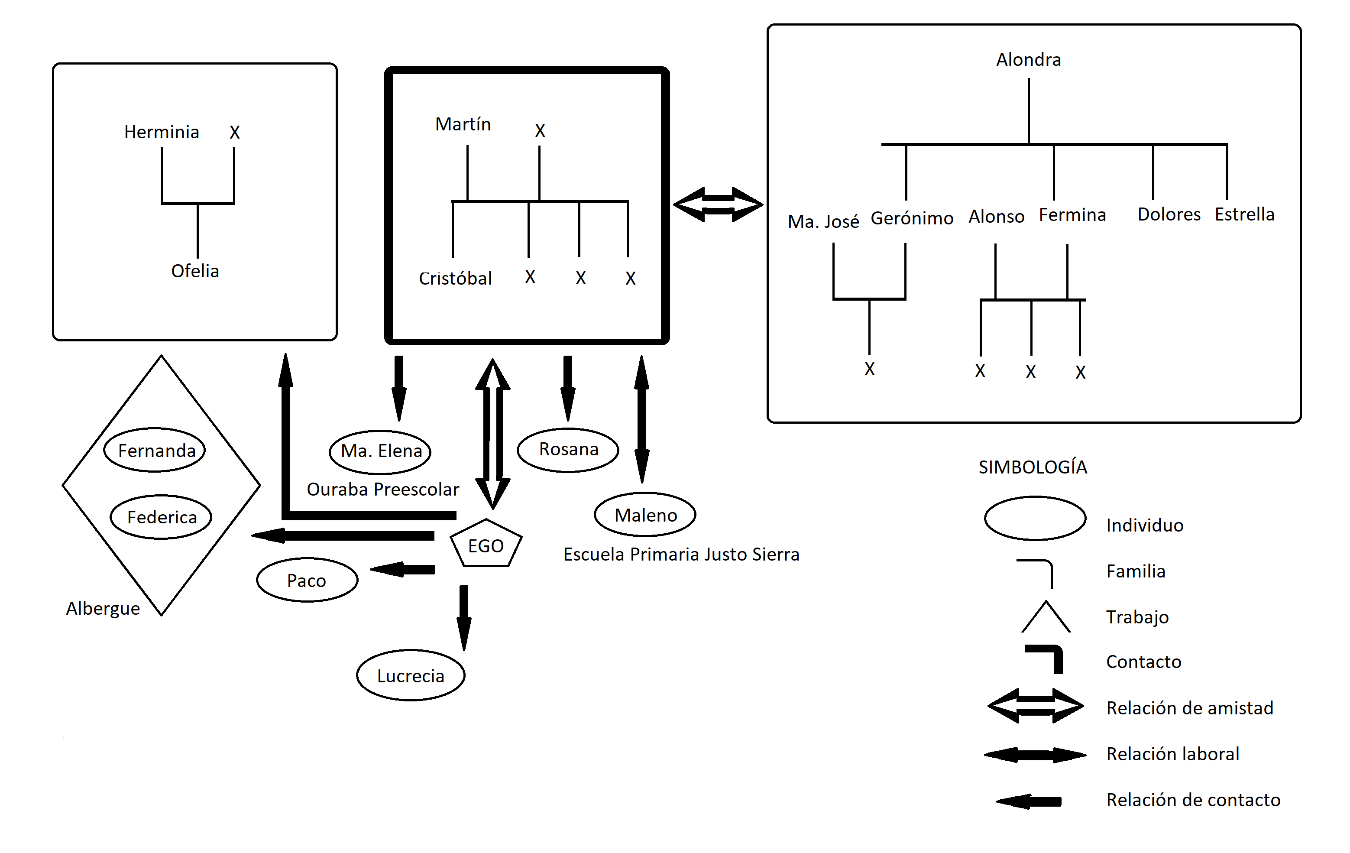 Herminia X
Ofelia
Martín X
Cristóbal X X X
Alondra
Ma. José Gerónimo Alonso Fermina Dolores Estrella
X X X X
Fernanda
Federica
Albergue
Ma. Elena
Ouraba Preescolar
Rosana
Maleno
Escuela Primaria Justo Sierra
EGO
Paco
Lucrecia
SIMBOLOGÍA
Individuo
Familia
Trabajo
Contacto
Relación de amistad
Relación laboral
Relación de contacto